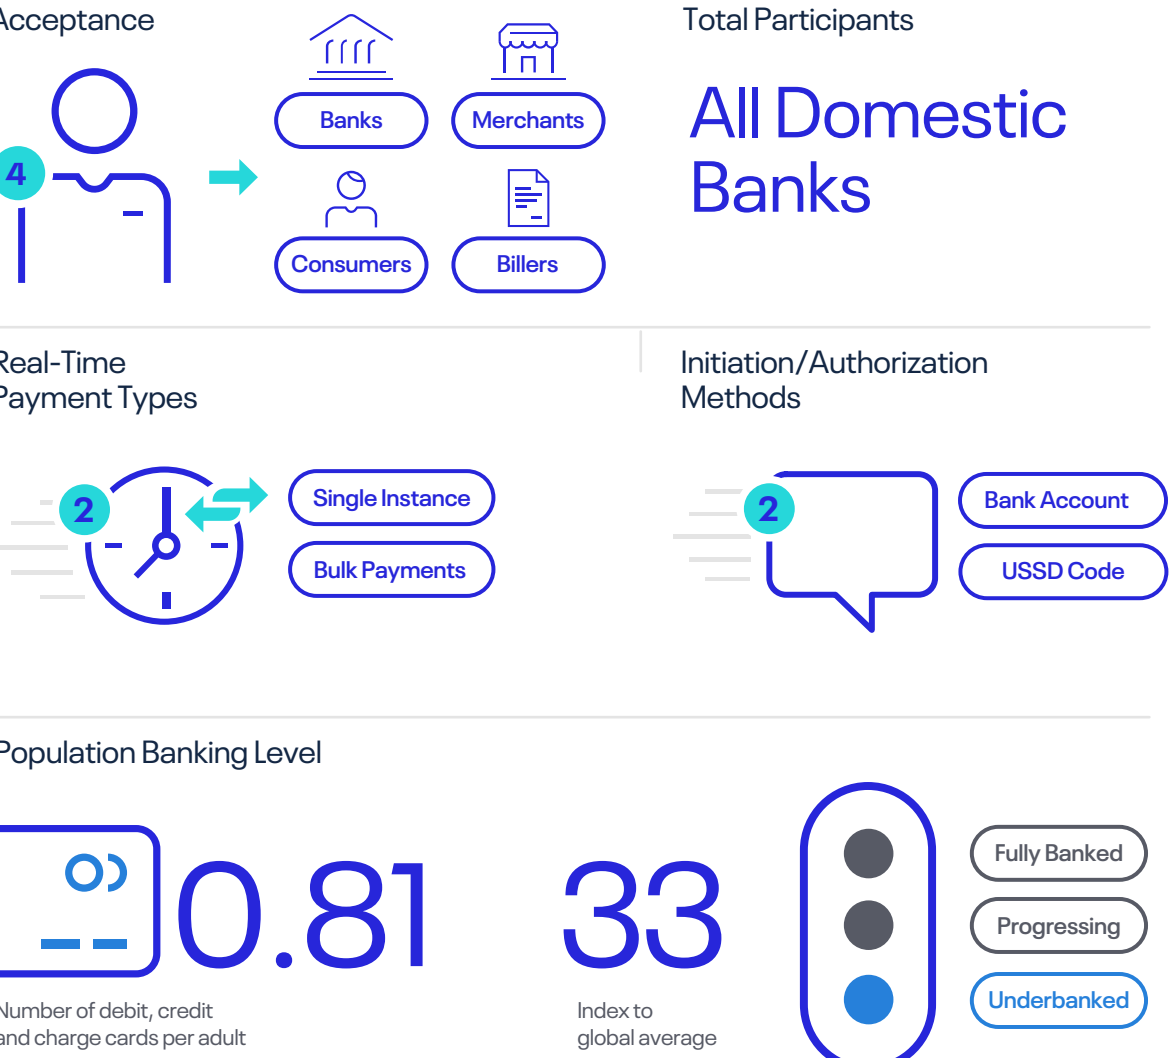 Acceptance
4
Banks
Merchants
Consumers
Billers
Total Participants
All Domestic
Banks
Real-Time
Payment Types
2
Single Instance
Bulk Payments
Initiation/Authorization
Methods
2
Bank Account
USSD Code
Population Banking Level
0.81
Number of debit, credit
and charge cards per adult
33
Index to
global average
Fully Banked
Progressing
Underbanked